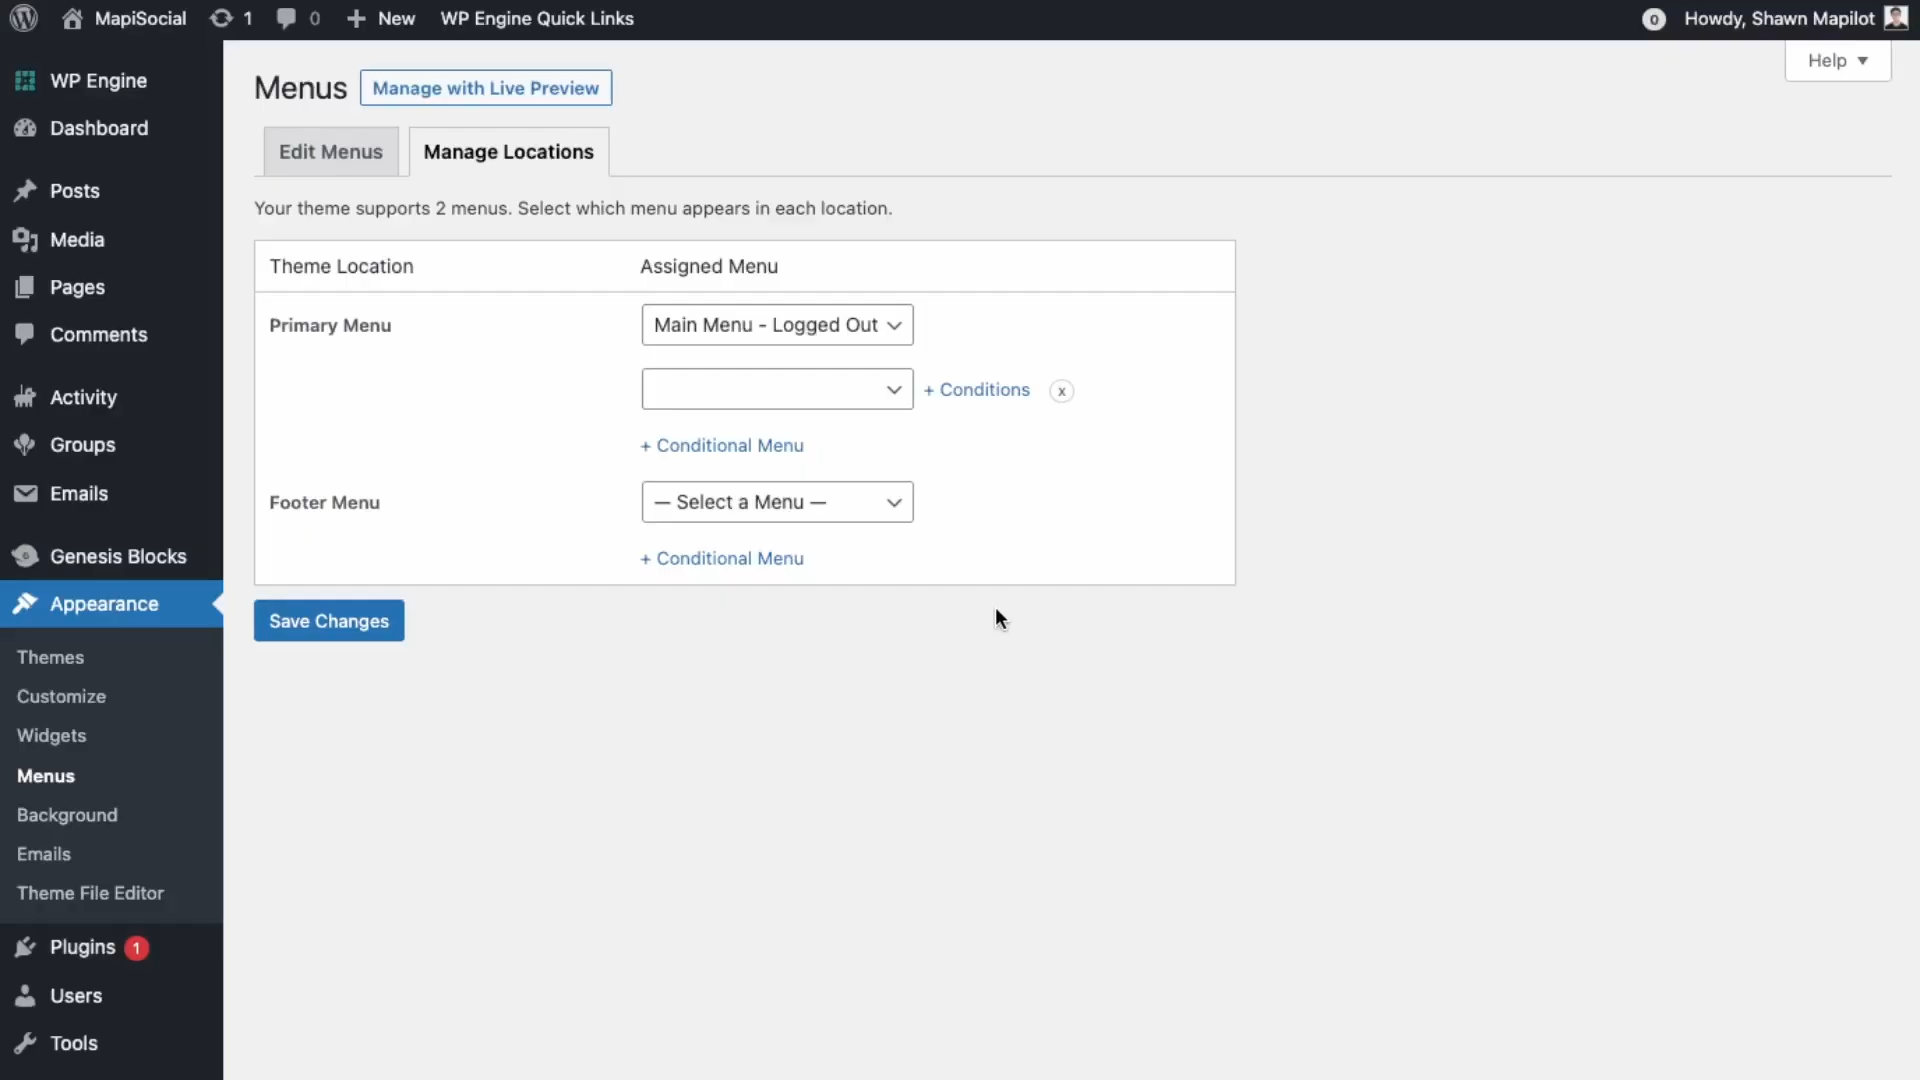 MapiSocial 1 0 New WP Engine Quick Links 0 Howdy, Shawn Mapilot
Help ▼
WP Engine
Dashboard
Posts
Media
Pages
Comments
Activity
Groups
Emails
Genesis Blocks
Appearance
Themes
Customize
Widgets
Menus
Background
Emails
Theme File Editor
Plugins 1
Users
Tools
Menus Manage with Live Preview
Edit Menus Manage Locations
Your theme supports 2 menus. Select which menu appears in each location.
Theme Location Assigned Menu
Primary Menu Main Menu - Logged Out
+ Conditions x
+ Conditional Menu
Footer Menu — Select a Menu —
+ Conditional Menu
Save Changes